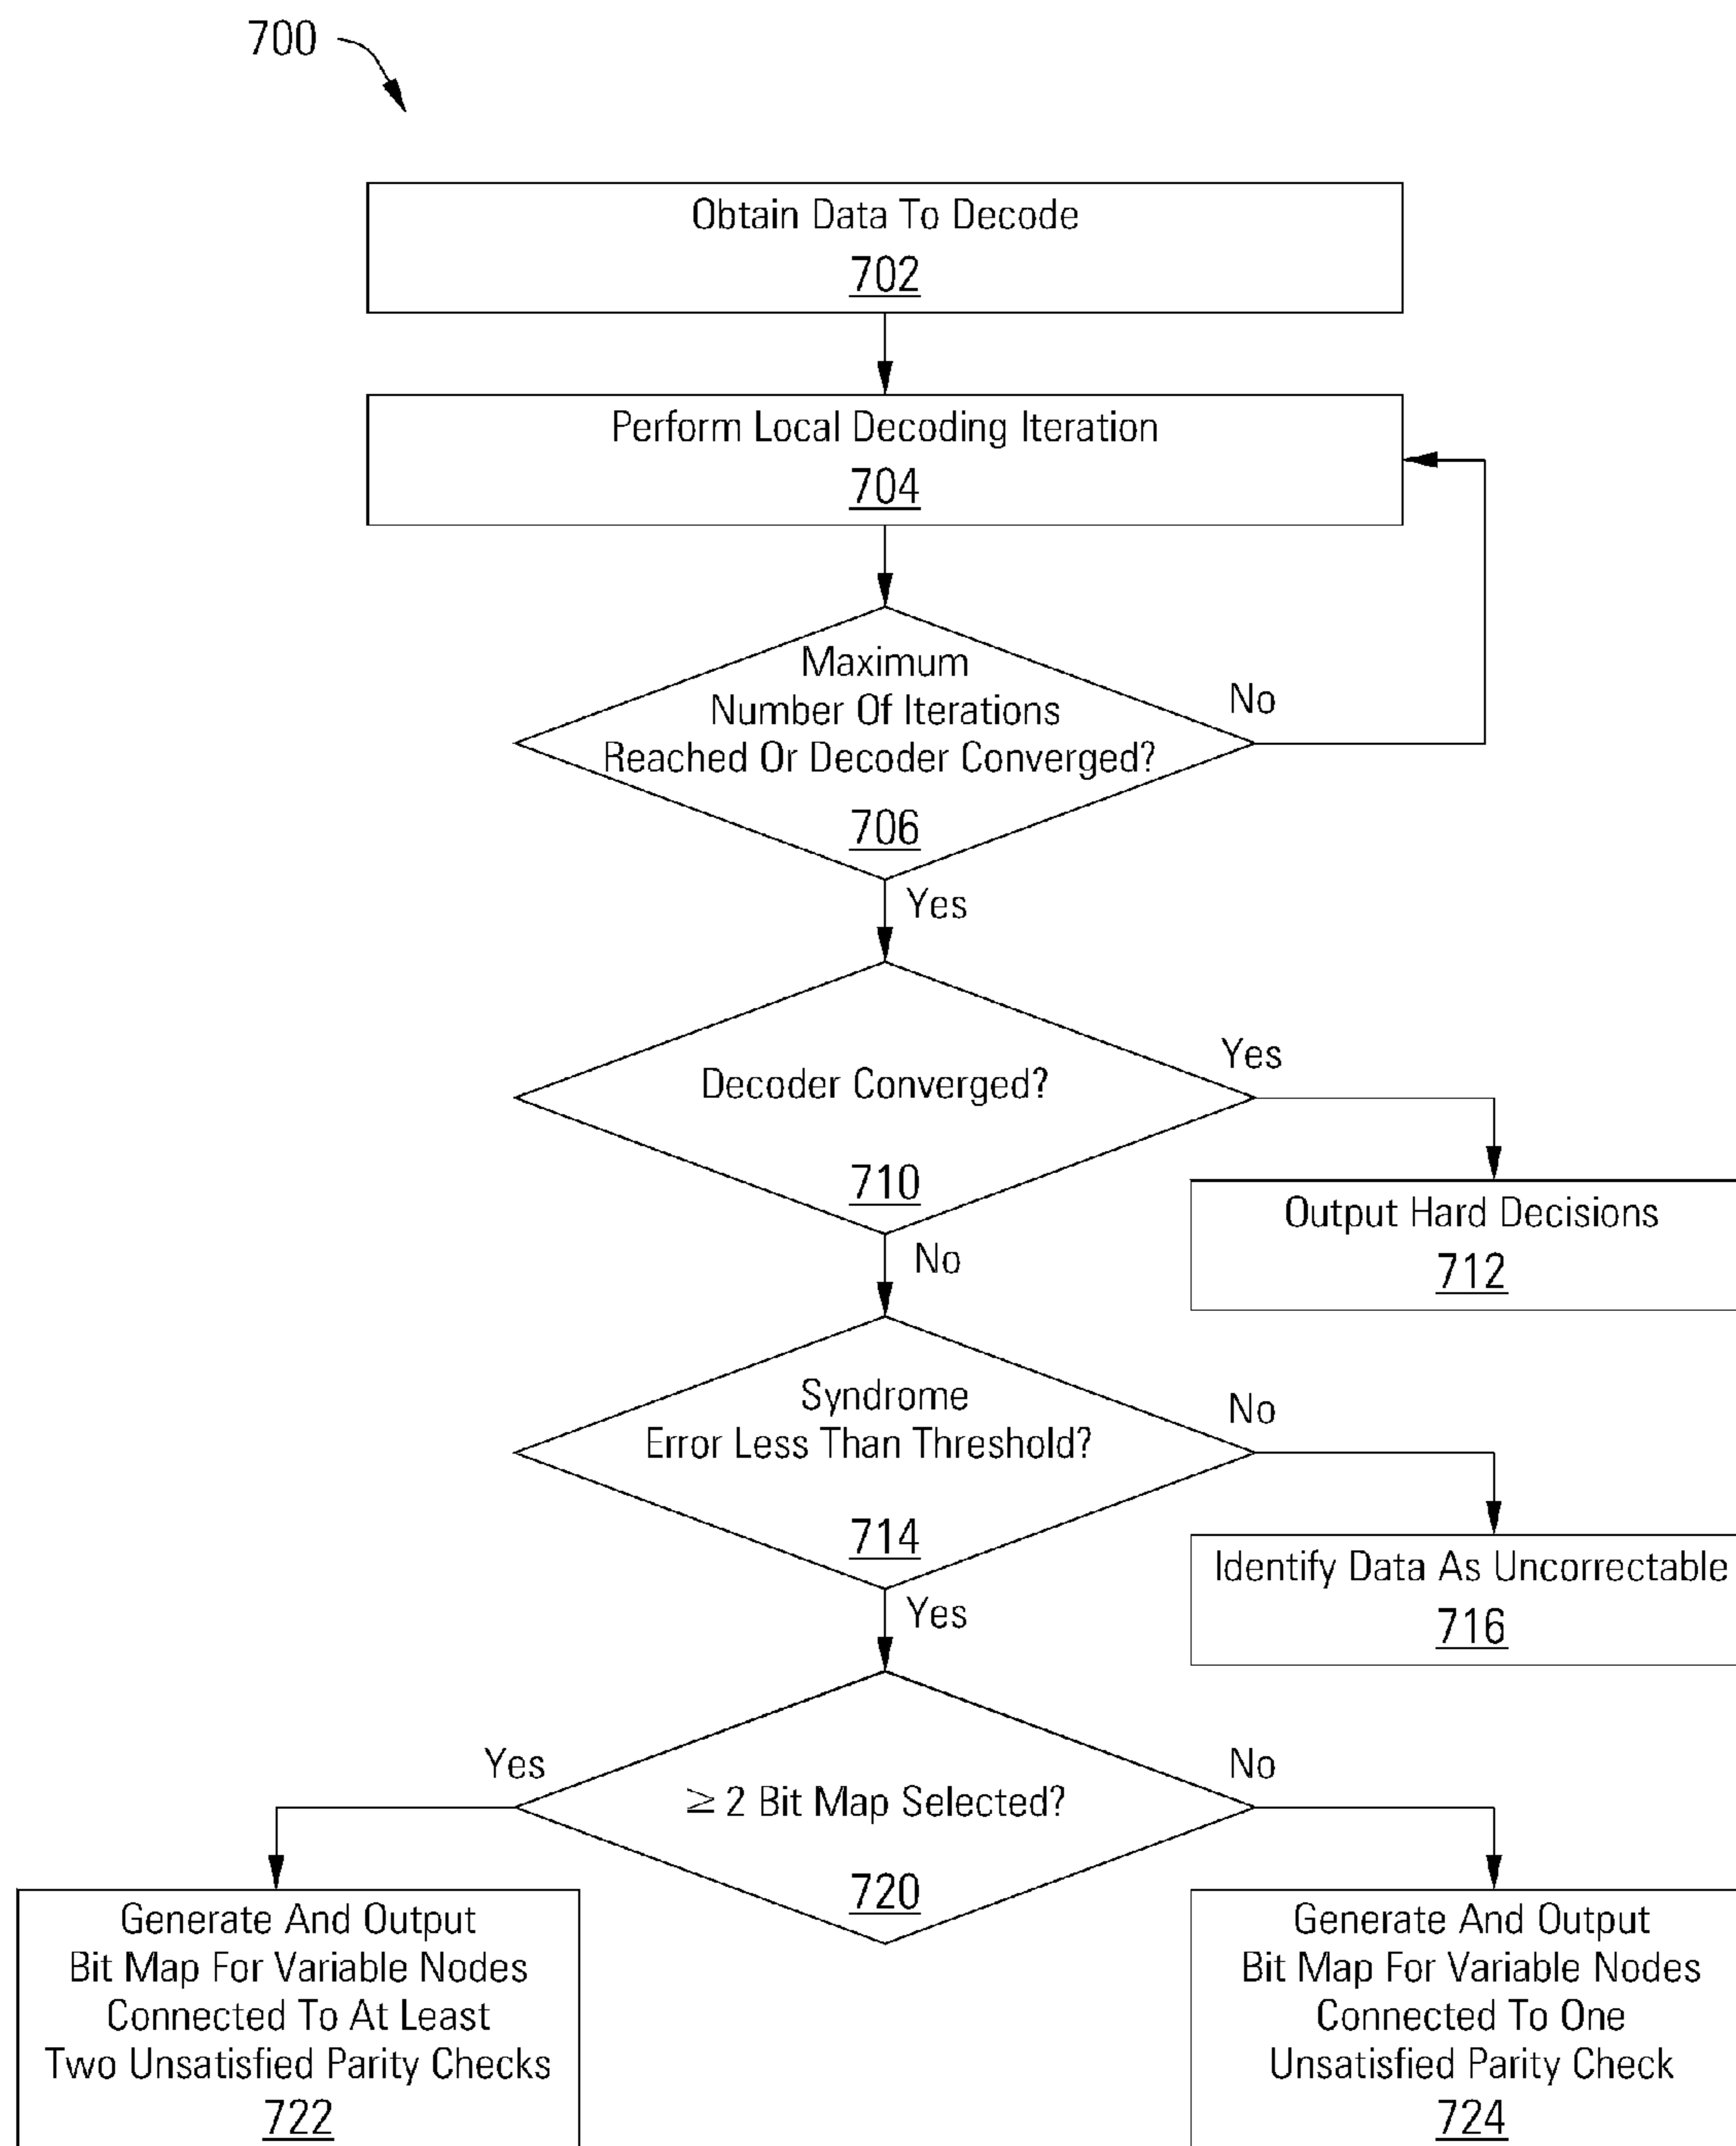 700
Obtain Data To Decode
702
Perform Local Decoding Iteration
704
Maximum
Number Of Iterations
Reached Or Decoder Converged?
706
No
Yes
Decoder Converged?
710
Yes
No
Output Hard Decisions
712
Syndrome
Error Less Than Threshold?
714
No
Yes
Identify Data As Uncorrectable
716
≥ 2 Bit Map Selected?
720
Yes
No
Generate And Output
Bit Map For Variable Nodes
Connected To At Least
Two Unsatisfied Parity Checks
722
Generate And Output
Bit Map For Variable Nodes
Connected To One
Unsatisfied Parity Check
724